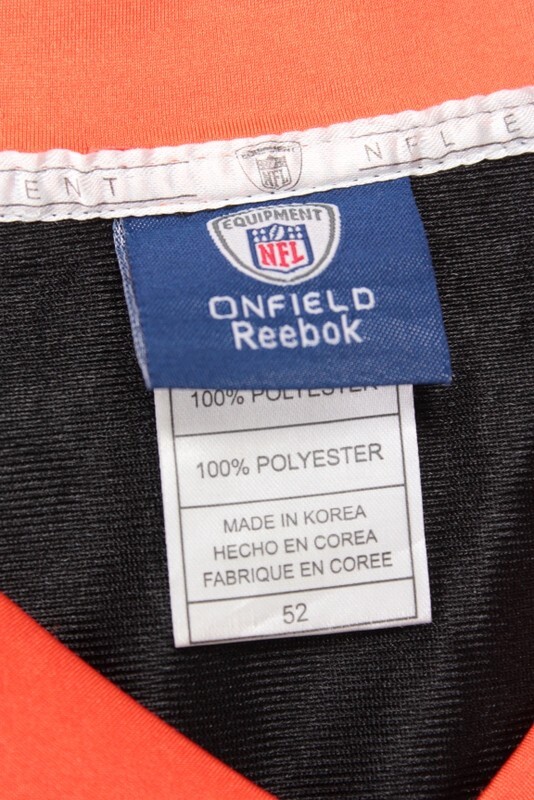 ENT
NFL
NFL E
EQUIPMENT
NFL
ONFIELD
Reebok
100% POLYESTER
100% POLYESTER
MADE IN KOREA
HECHO EN COREA
FABRIQUE EN COREE
52